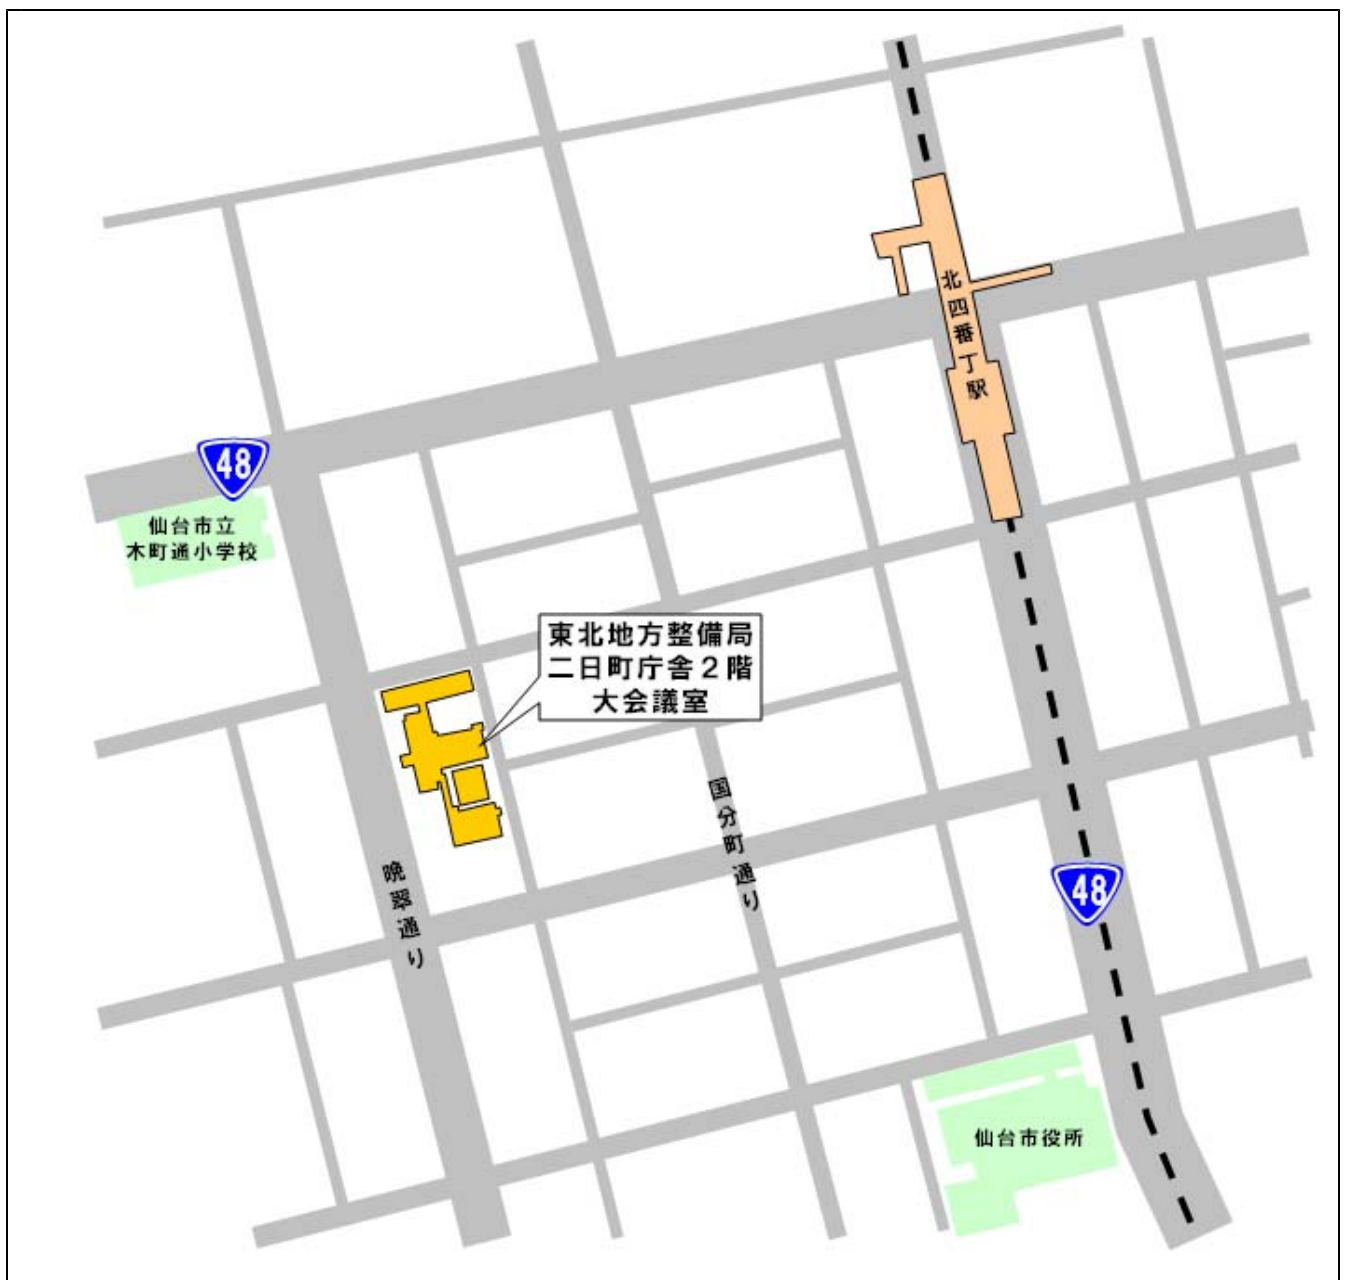 北四番丁駅
48
仙台市立
木町通小学校
東北地方整備局
二日町庁舎2階
大会議室
国分町通り
晩翠通り
48
仙台市役所